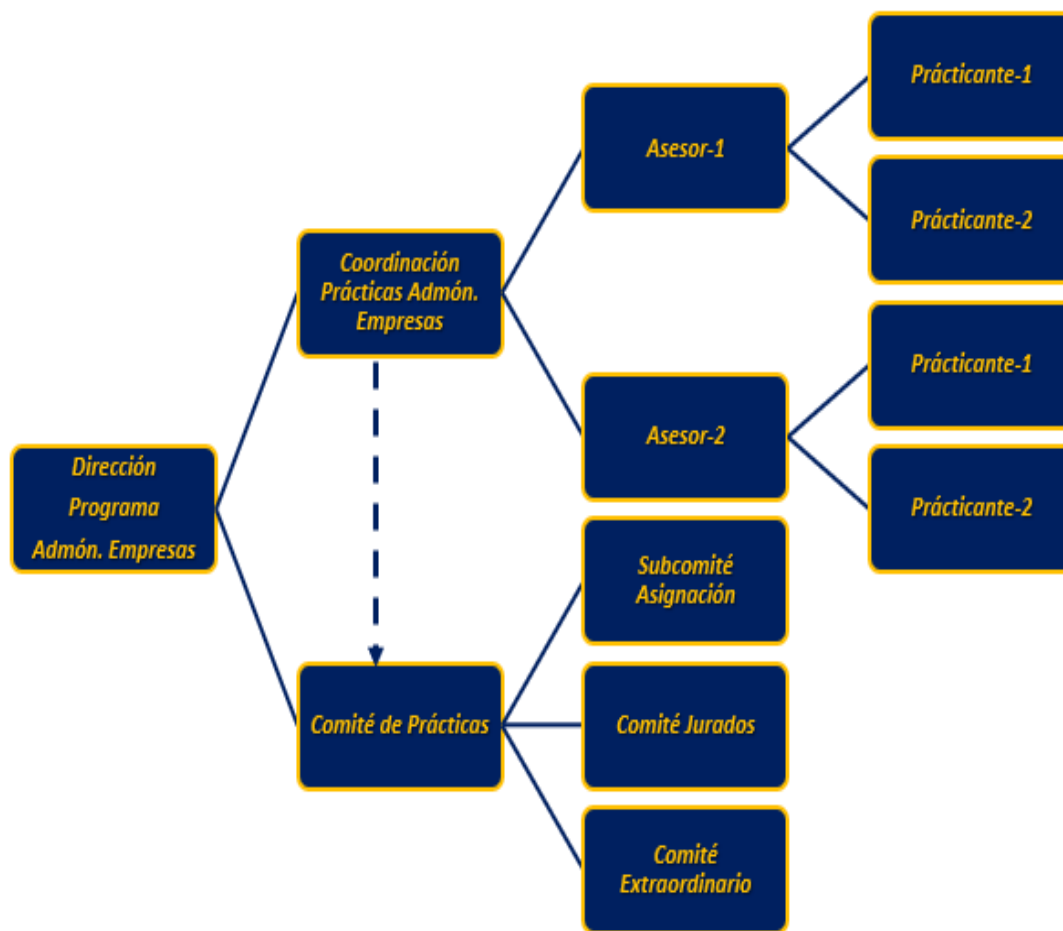 Dirección
Programa
Admón. Empresas
Coordinación
Prácticas Admón.
Empresas
Asesor-1
Prácticante-1
Prácticante-2
Asesor-2
Prácticante-1
Prácticante-2
Comité de Prácticas
Subcomité
Asignación
Comité Jurados
Comité
Extraordinario